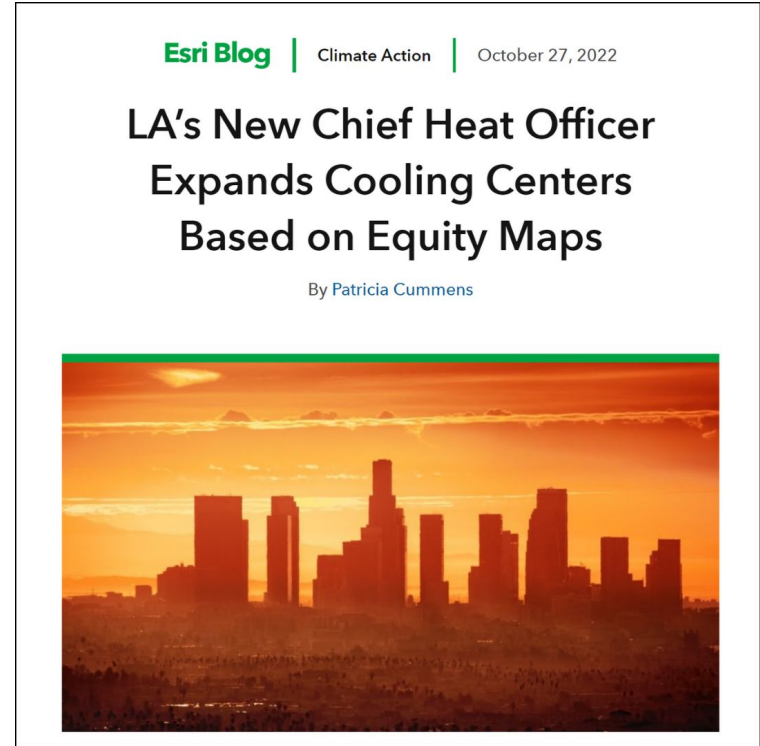 Esri Blog | Climate Action | October 27, 2022
LA's New Chief Heat Officer
Expands Cooling Centers
Based on Equity Maps
By Patricia Cummens